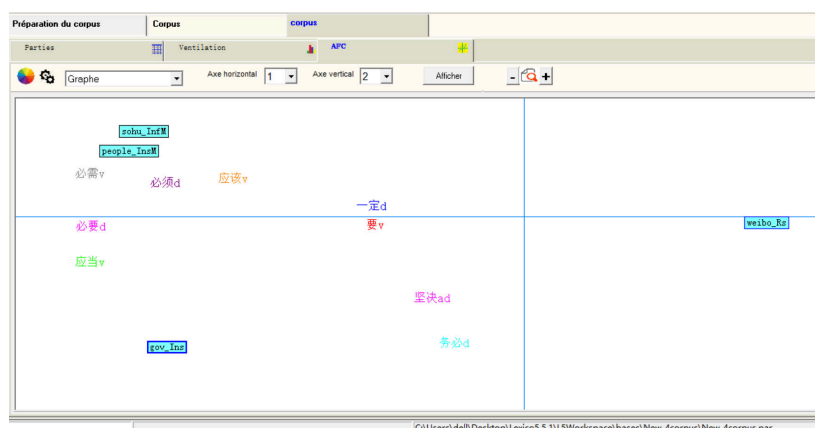 Préparation du corpus Corpus corpus
Parties Ventilation AFC
Graphe Axe horizontal 1 Axe vertical 2 Afficher - +
sohu_InfM
people_InsM
必需v 必须d 应该v
一定d
必要d 要v weibo_Rs
应当v
坚决ad
gov_Ins 务必d